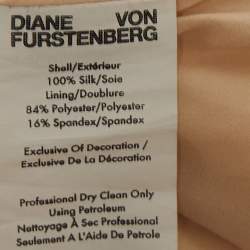 DIANE VON
FURSTENBERG
Shell/Extérieur
100% Silk/Soie
Lining/Doublure
84% Polyester/Polyester
16% Spandex/Spandex
Exclusive Of Decoration /
Exclusive De La Décoration
Professional Dry Clean Only
Using Petroleum
Nettoyage À Sec Professional
Seulement A L'Aide De Petrole